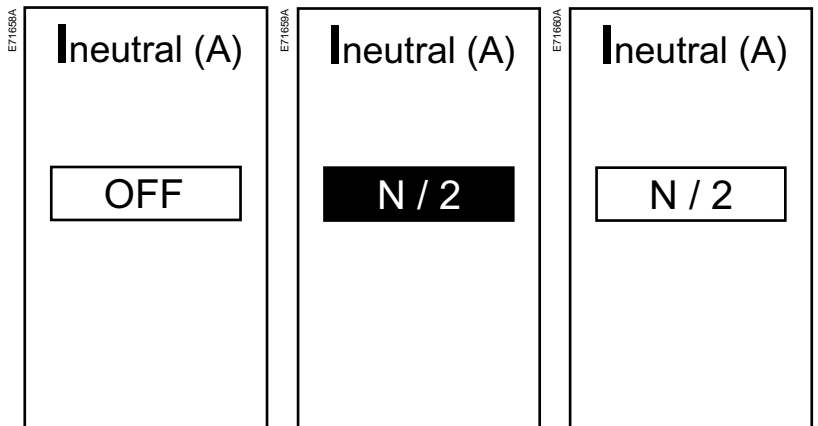 E71658A
Ineutral (A)
OFF
E71659A
Ineutral (A)
N / 2
E71660A
Ineutral (A)
N / 2